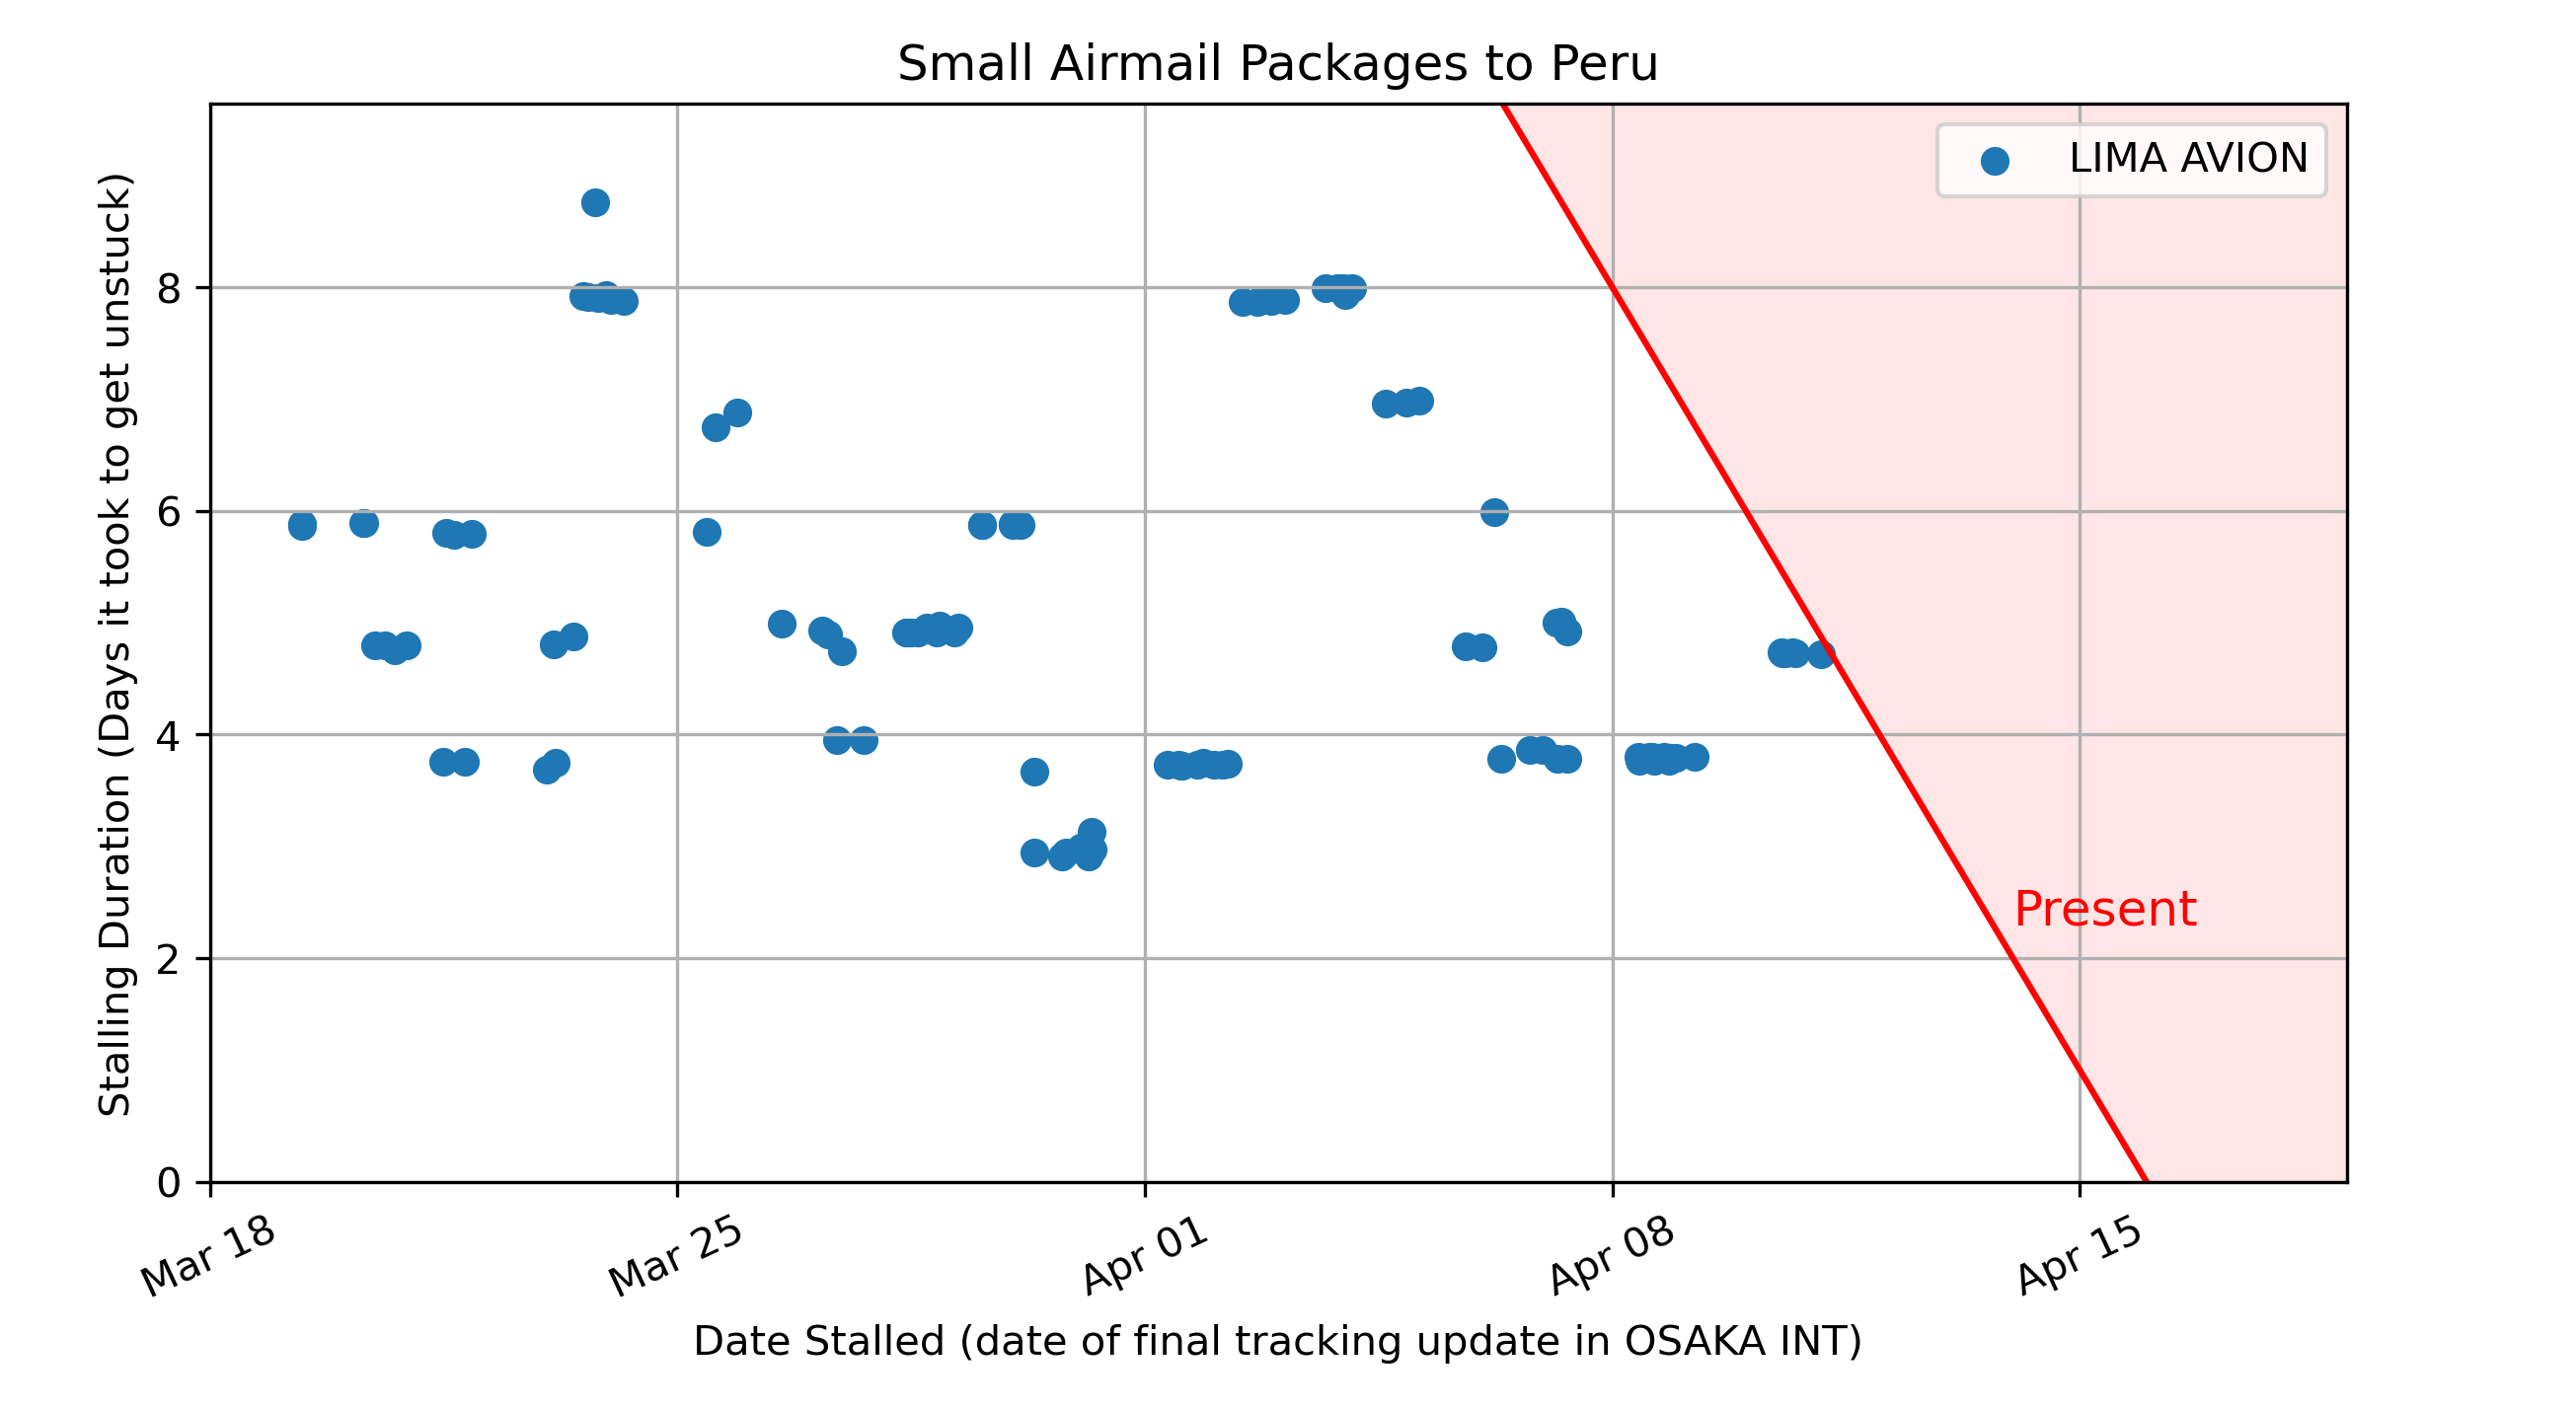 Small Airmail Packages to Peru
LIMA AVION
Stalling Duration (Days it took to get unstuck)
8
6
4
2
0
Present
Mar 18
Mar 25
Apr 01
Apr 08
Apr 15
Date Stalled (date of final tracking update in OSAKA INT)